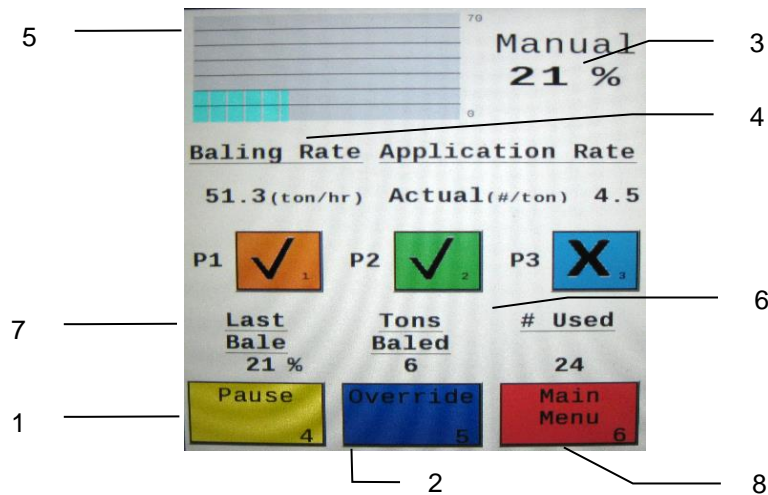 5
70
Manual
3
21 %
0
4
Baling Rate Application Rate
51.3(ton/hr) Actual(#/ton) 4.5
P1 1 P2 2 P3 X 3
6
7
Last Tons # Used
Bale Baled
21 % 6 24
1
Pause Override Main
Menu
4 5 6
2
8